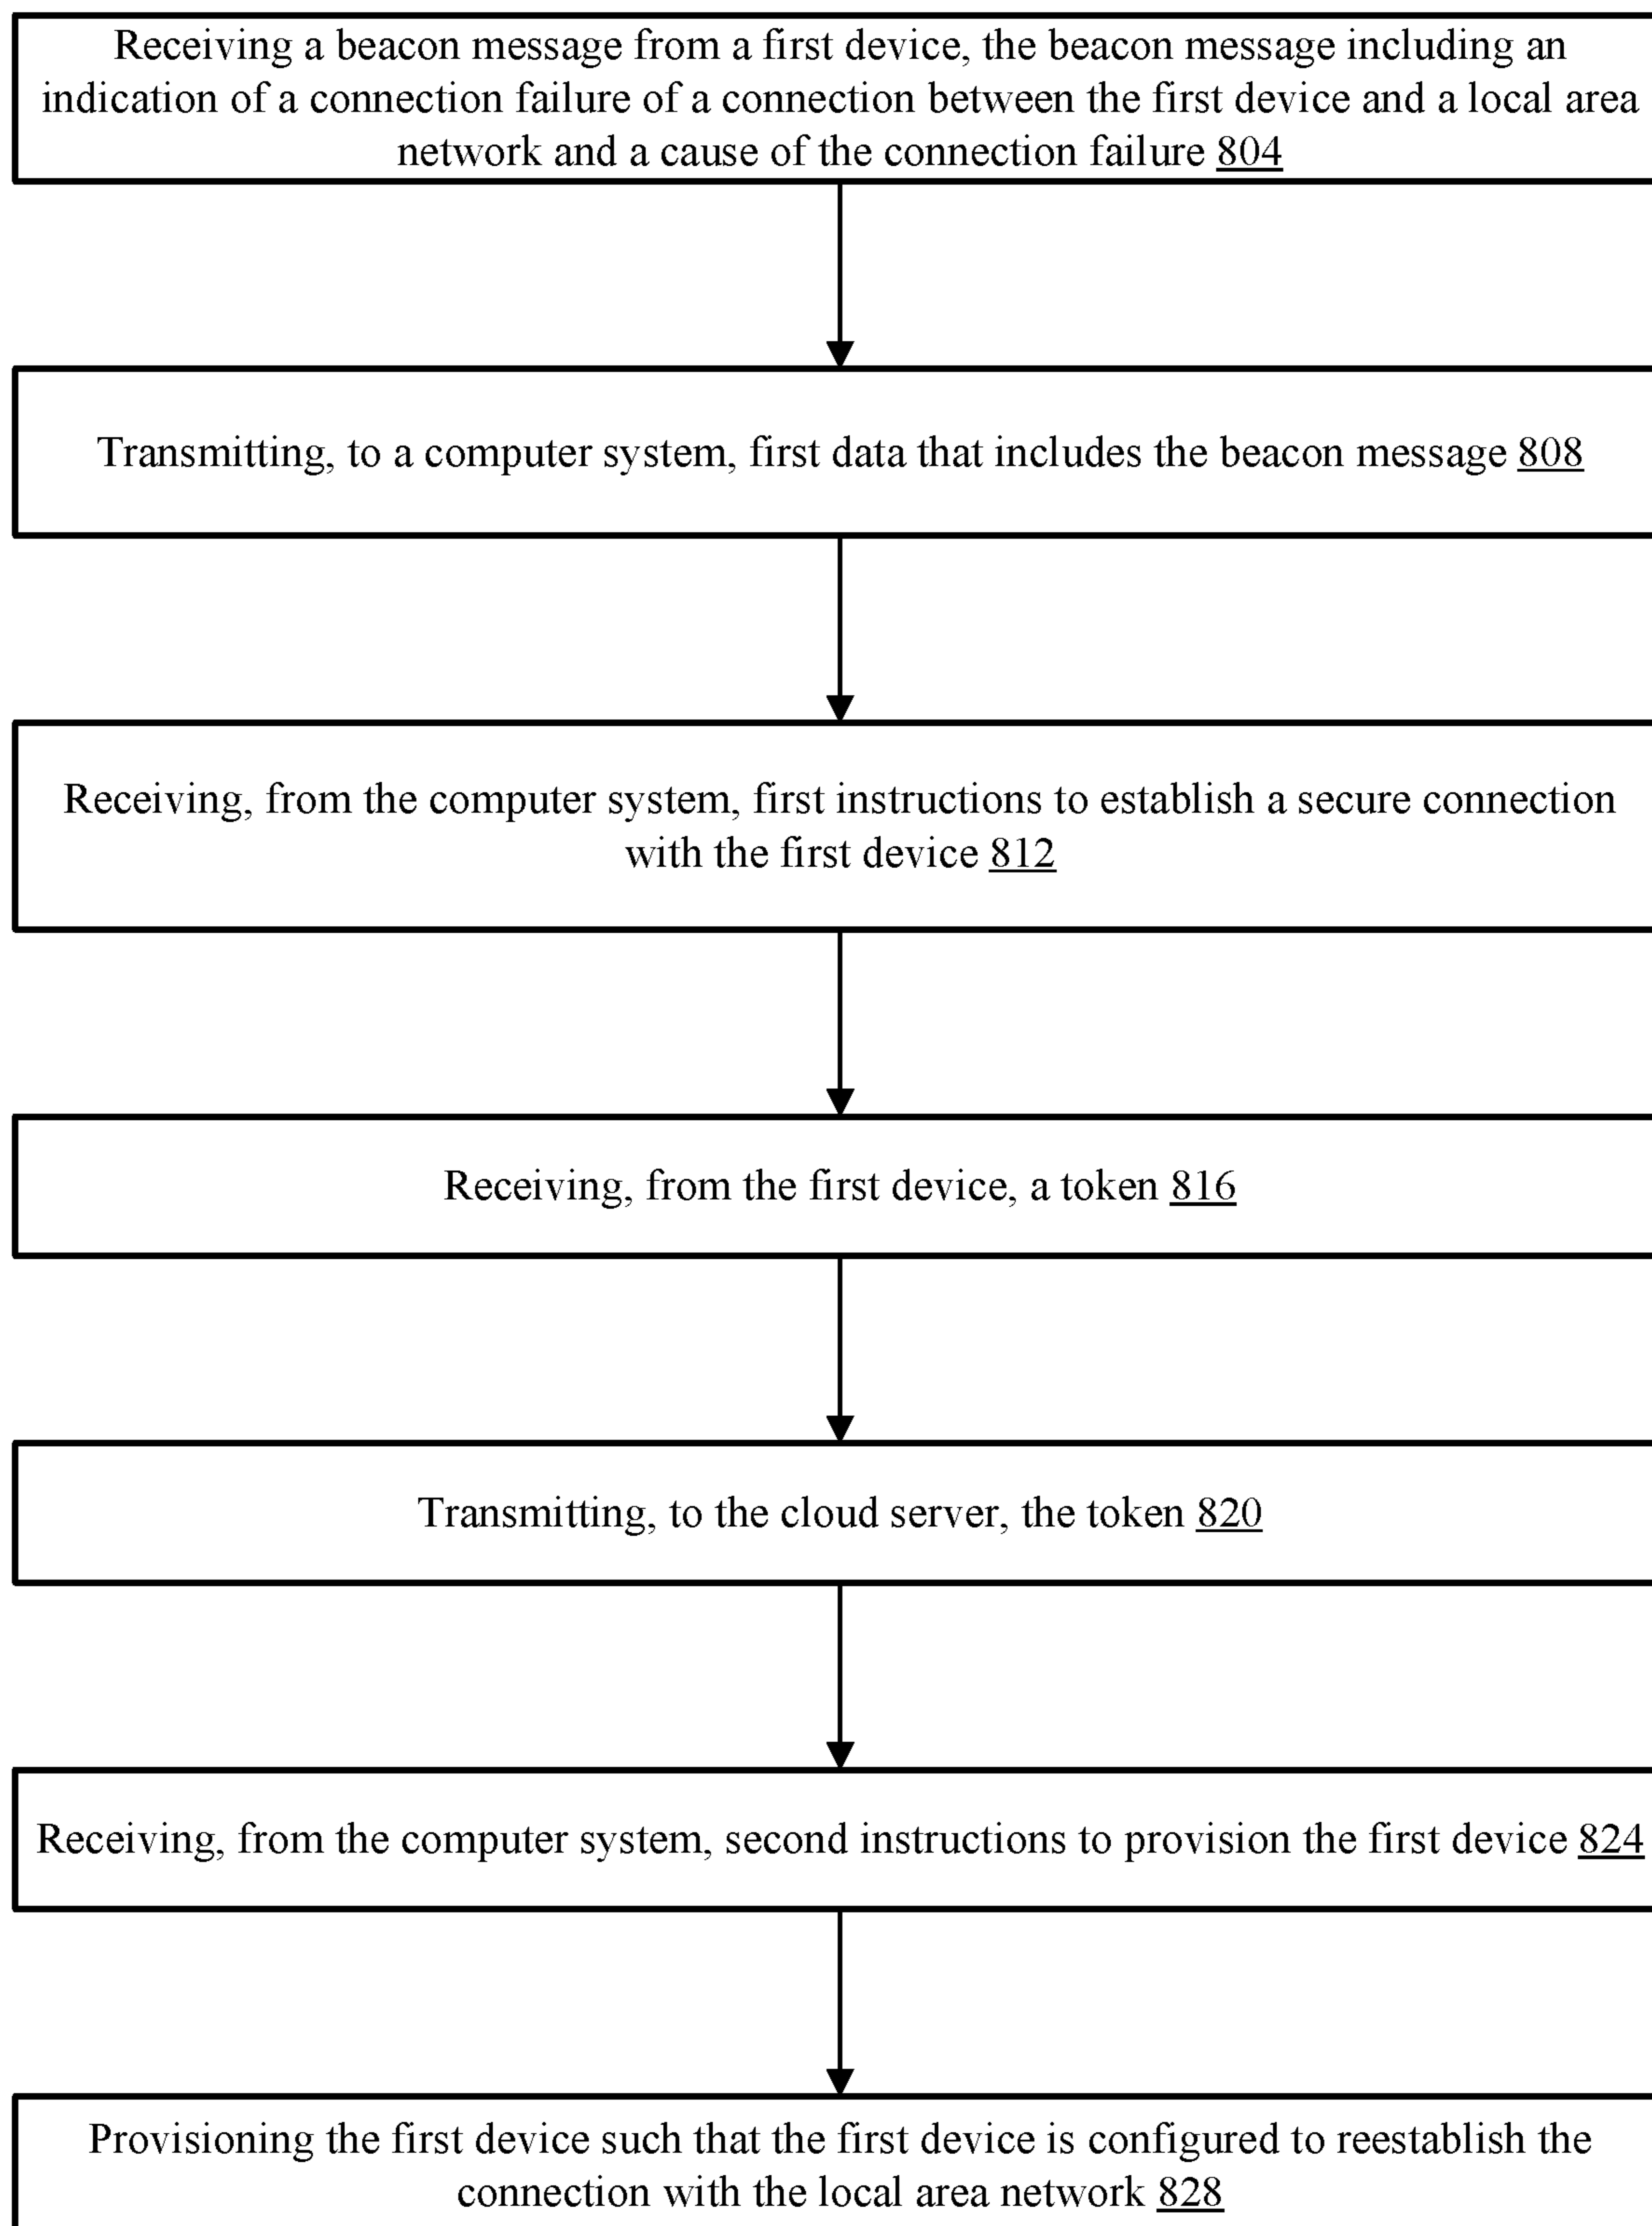 Receiving a beacon message from a first device, the beacon message including an
indication of a connection failure of a connection between the first device and a local area
network and a cause of the connection failure 804
Transmitting, to a computer system, first data that includes the beacon message 808
Receiving, from the computer system, first instructions to establish a secure connection
with the first device 812
Receiving, from the first device, a token 816
Transmitting, to the cloud server, the token 820
Receiving, from the computer system, second instructions to provision the first device 824
Provisioning the first device such that the first device is configured to reestablish the
connection with the local area network 828